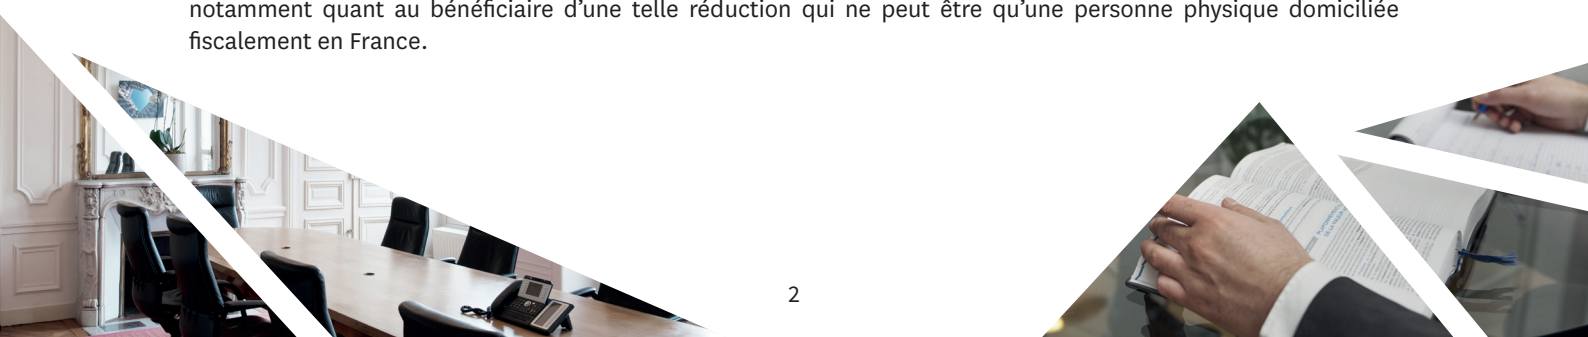 notamment quant au bénéficiaire d’une telle réduction qui ne peut être qu’une personne physique domiciliée
fiscalement en France.
2